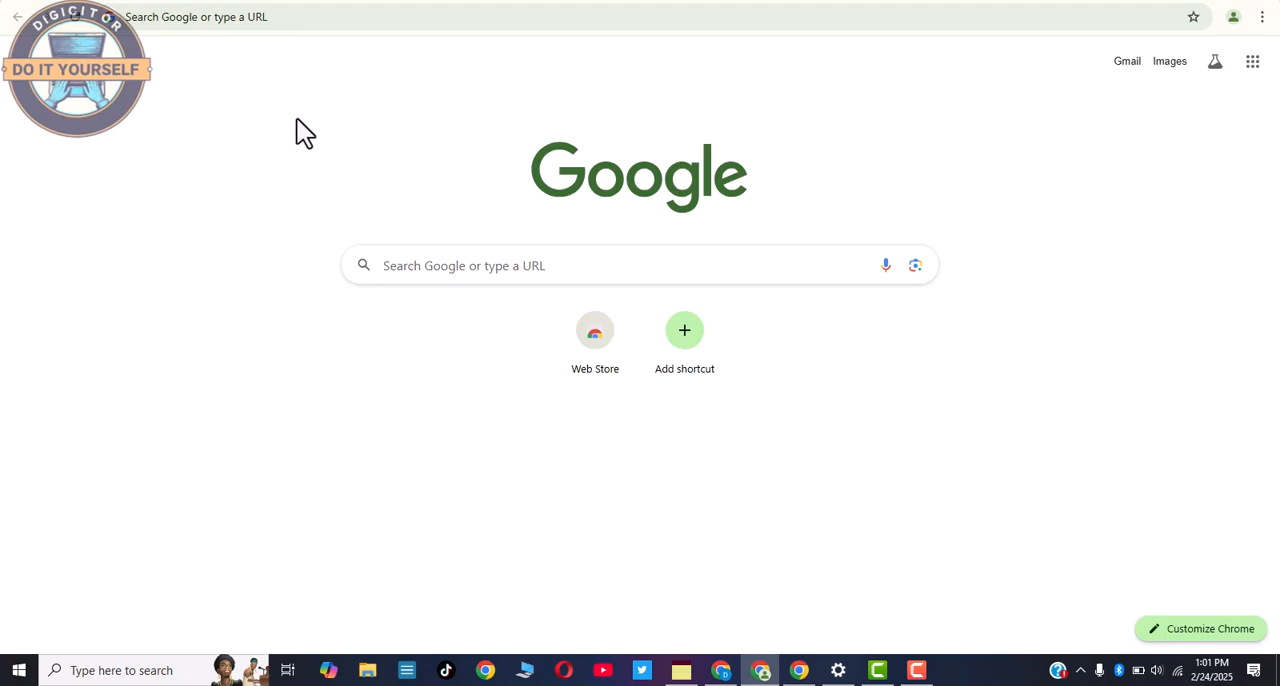 Search Google or type a URL
DIGICITOR
DO IT YOURSELF
Gmail Images
Google
Search Google or type a URL
Web Store Add shortcut
Customize Chrome
Type here to search
D
1:01 PM
2/24/2025